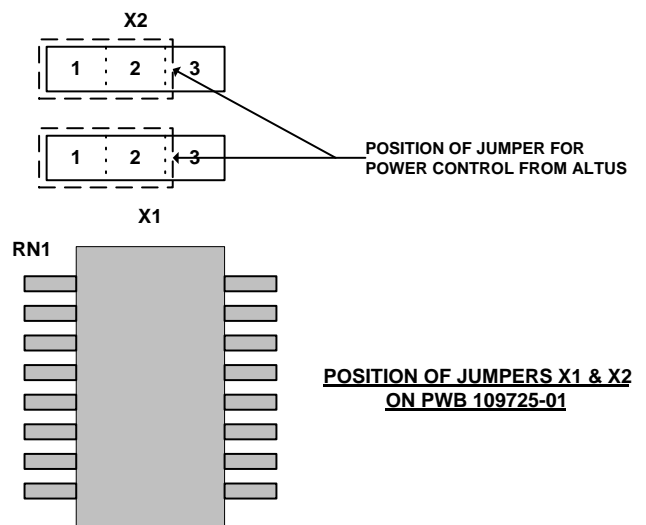 X2
1 2 3
1 2 3
POSITION OF JUMPER FOR
POWER CONTROL FROM ALTUS
X1
RN1
POSITION OF JUMPERS X1 & X2
ON PWB 109725-01